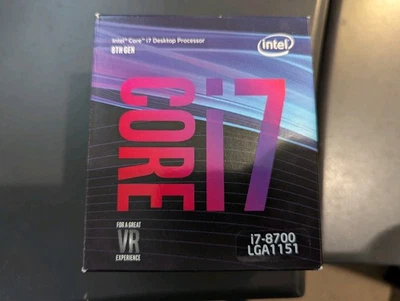 Intel® Core™ i7 Desktop Processor
8TH GEN
intel
CORE i7
FOR A GREAT
VR
EXPERIENCE
i7-8700
LGA1151